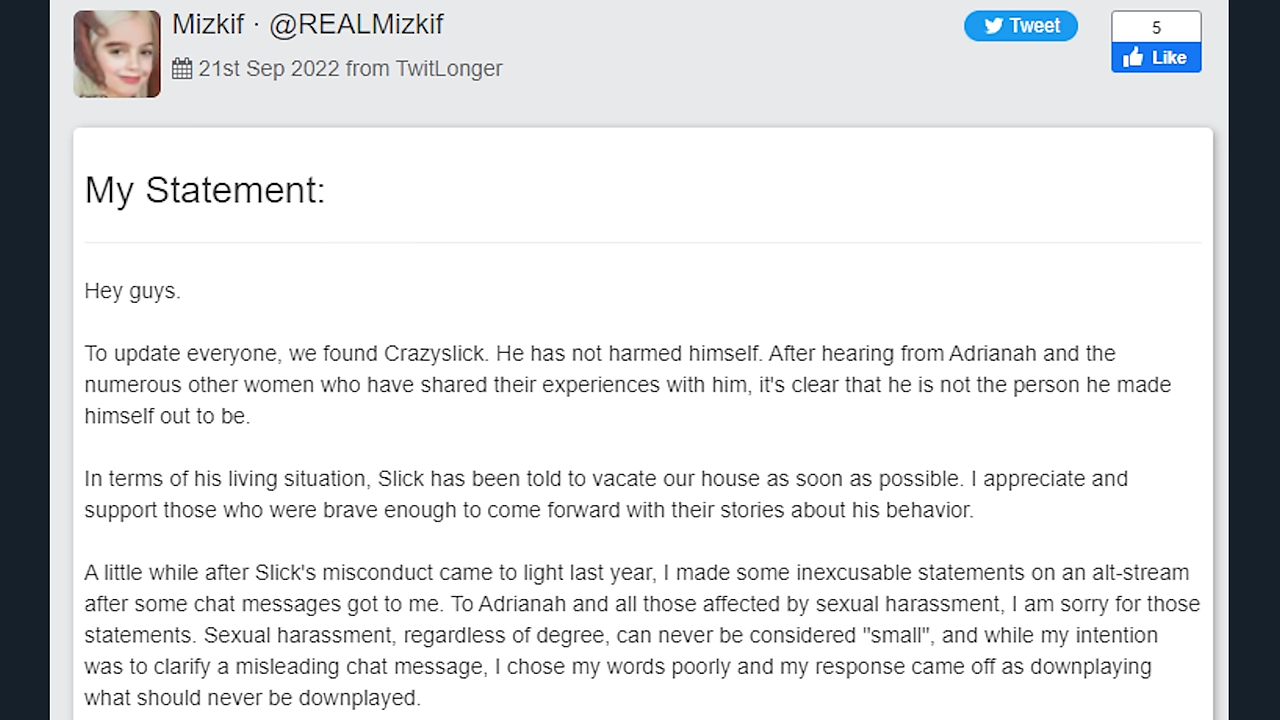 Mizkif · @REALMizkif
Tweet
5
21st Sep 2022 from TwitLonger
Like
My Statement:
Hey guys.
To update everyone, we found Crazyslick. He has not harmed himself. After hearing from Adrianah and the
numerous other women who have shared their experiences with him, it's clear that he is not the person he made
himself out to be.
In terms of his living situation, Slick has been told to vacate our house as soon as possible. I appreciate and
support those who were brave enough to come forward with their stories about his behavior.
A little while after Slick's misconduct came to light last year, I made some inexcusable statements on an alt-stream
after some chat messages got to me. To Adrianah and all those affected by sexual harassment, I am sorry for those
statements. Sexual harassment, regardless of degree, can never be considered "small", and while my intention
was to clarify a misleading chat message, I chose my words poorly and my response came off as downplaying
what should never be downplayed.